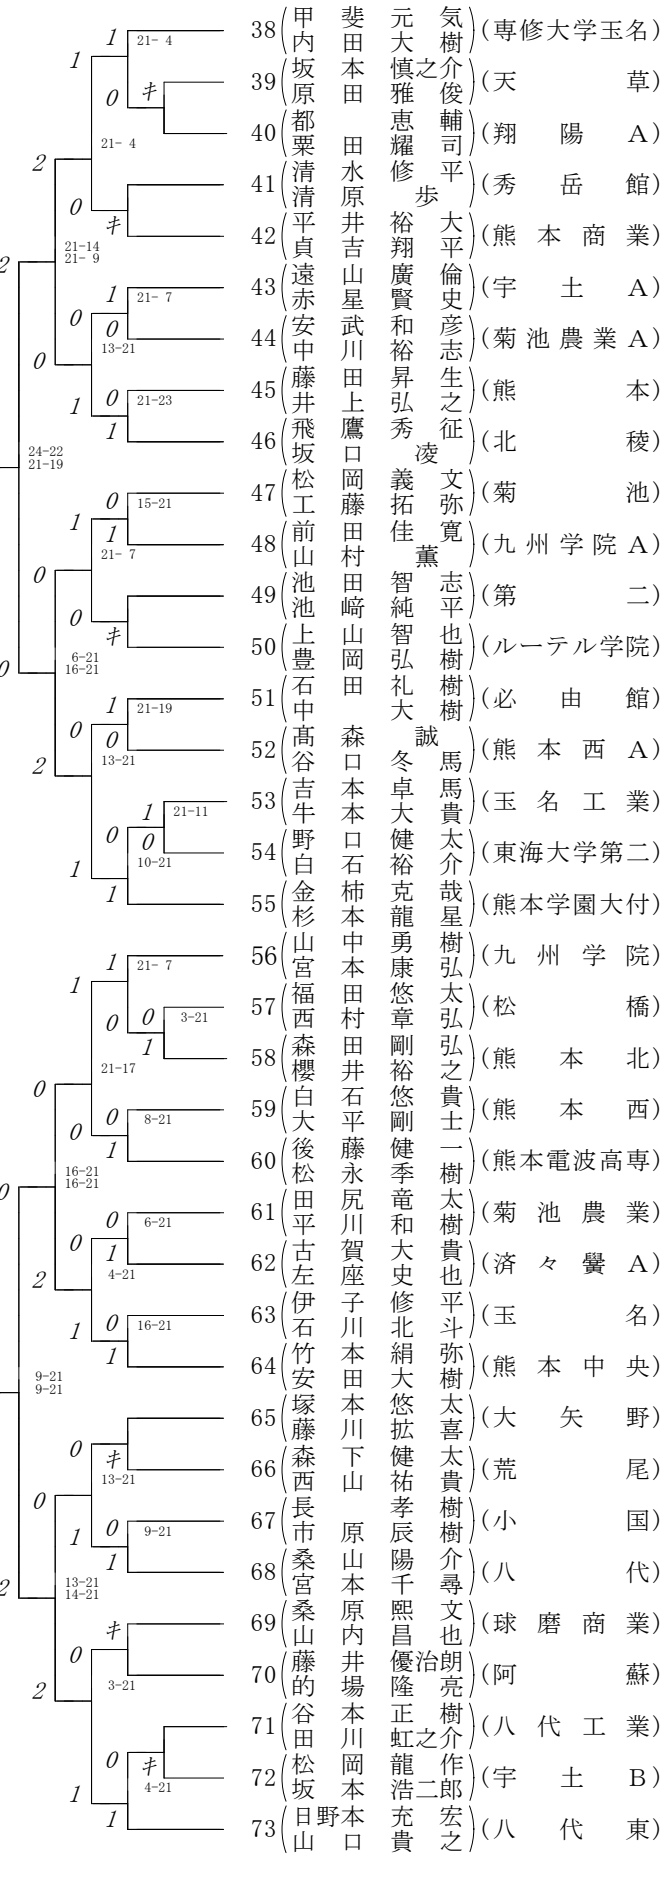 38(甲斐元気 内田大樹)(専修大学玉名)
39(坂本慎之介 原田雅俊)(天草)
40(都恵輔 粟田耀司)(翔陽A)
41(清水修平 清原歩)(秀岳館)
42(平井裕大 貞吉翔平)(熊本商業)
43(遠山廣倫 赤星賢史)(宇土A)
44(安武和彦 中川裕志)(菊池農業A)
45(藤田昇生 井上弘之)(熊本)
46(飛鷹秀征 坂口凌)(北稜)
47(松岡義文 工藤拓弥)(菊池)
48(前田佳寛 山村薫)(九州学院A)
49(池田智志 池﨑純平)(第二)
50(上山智也 豊岡弘樹)(ルーテル学院)
51(石田礼樹 中大樹)(必由館)
52(髙森誠 谷口冬馬)(熊本西A)
53(吉本卓馬 牛本大貴)(玉名工業)
54(野口健太 白石裕介)(東海大学第二)
55(金柿克哉 杉本龍星)(熊本学園大付)
56(山中勇樹 宮本康弘)(九州学院)
57(福田悠太 西村章弘)(松橋)
58(森田剛弘 櫻井裕之)(熊本北)
59(白石悠貴 大平剛士)(熊本西)
60(後藤健一 松永季樹)(熊本電波高専)
61(田尻竜太 平川和樹)(菊池農業)
62(古賀大貴 左座史也)(済々黌A)
63(伊子修平 石川北斗)(玉名)
64(竹本絹弥 安田大樹)(熊本中央)
65(塚本悠太 藤川拡喜)(大矢野)
66(森下健太 西山祐貴)(荒尾)
67(長孝樹 市原辰樹)(小国)
68(桑山陽介 宮本千尋)(八代)
69(桑原熙文 山内昌也)(球磨商業)
70(藤井優治朗 的場隆亮)(阿蘇)
71(谷本正樹 田川虹之介)(八代工業)
72(松岡龍作 坂本浩二郎)(宇土B)
73(日野本充宏 山口貴之)(八代東)
1 21-4
1
0 キ
21-4
2
0
キ
21-14
21-9
2
1 21-7
0
0
13-21
0
0 21-23
1
1
24-22
21-19
0 15-21
1
1
21-7
0
0
キ
6-21
16-21
0
1 21-19
0
0
13-21
2
1 21-11
0
0
10-21
1
1
1 21-7
1
0
0 3-21
1
21-17
0
0 8-21
0
1
16-21
16-21
0
0 6-21
0
1
4-21
2
0 16-21
1
1
9-21
9-21
0
キ
13-21
0
0 9-21
1
1
13-21
14-21
2
キ
0
3-21
2
0
キ
4-21
1
1